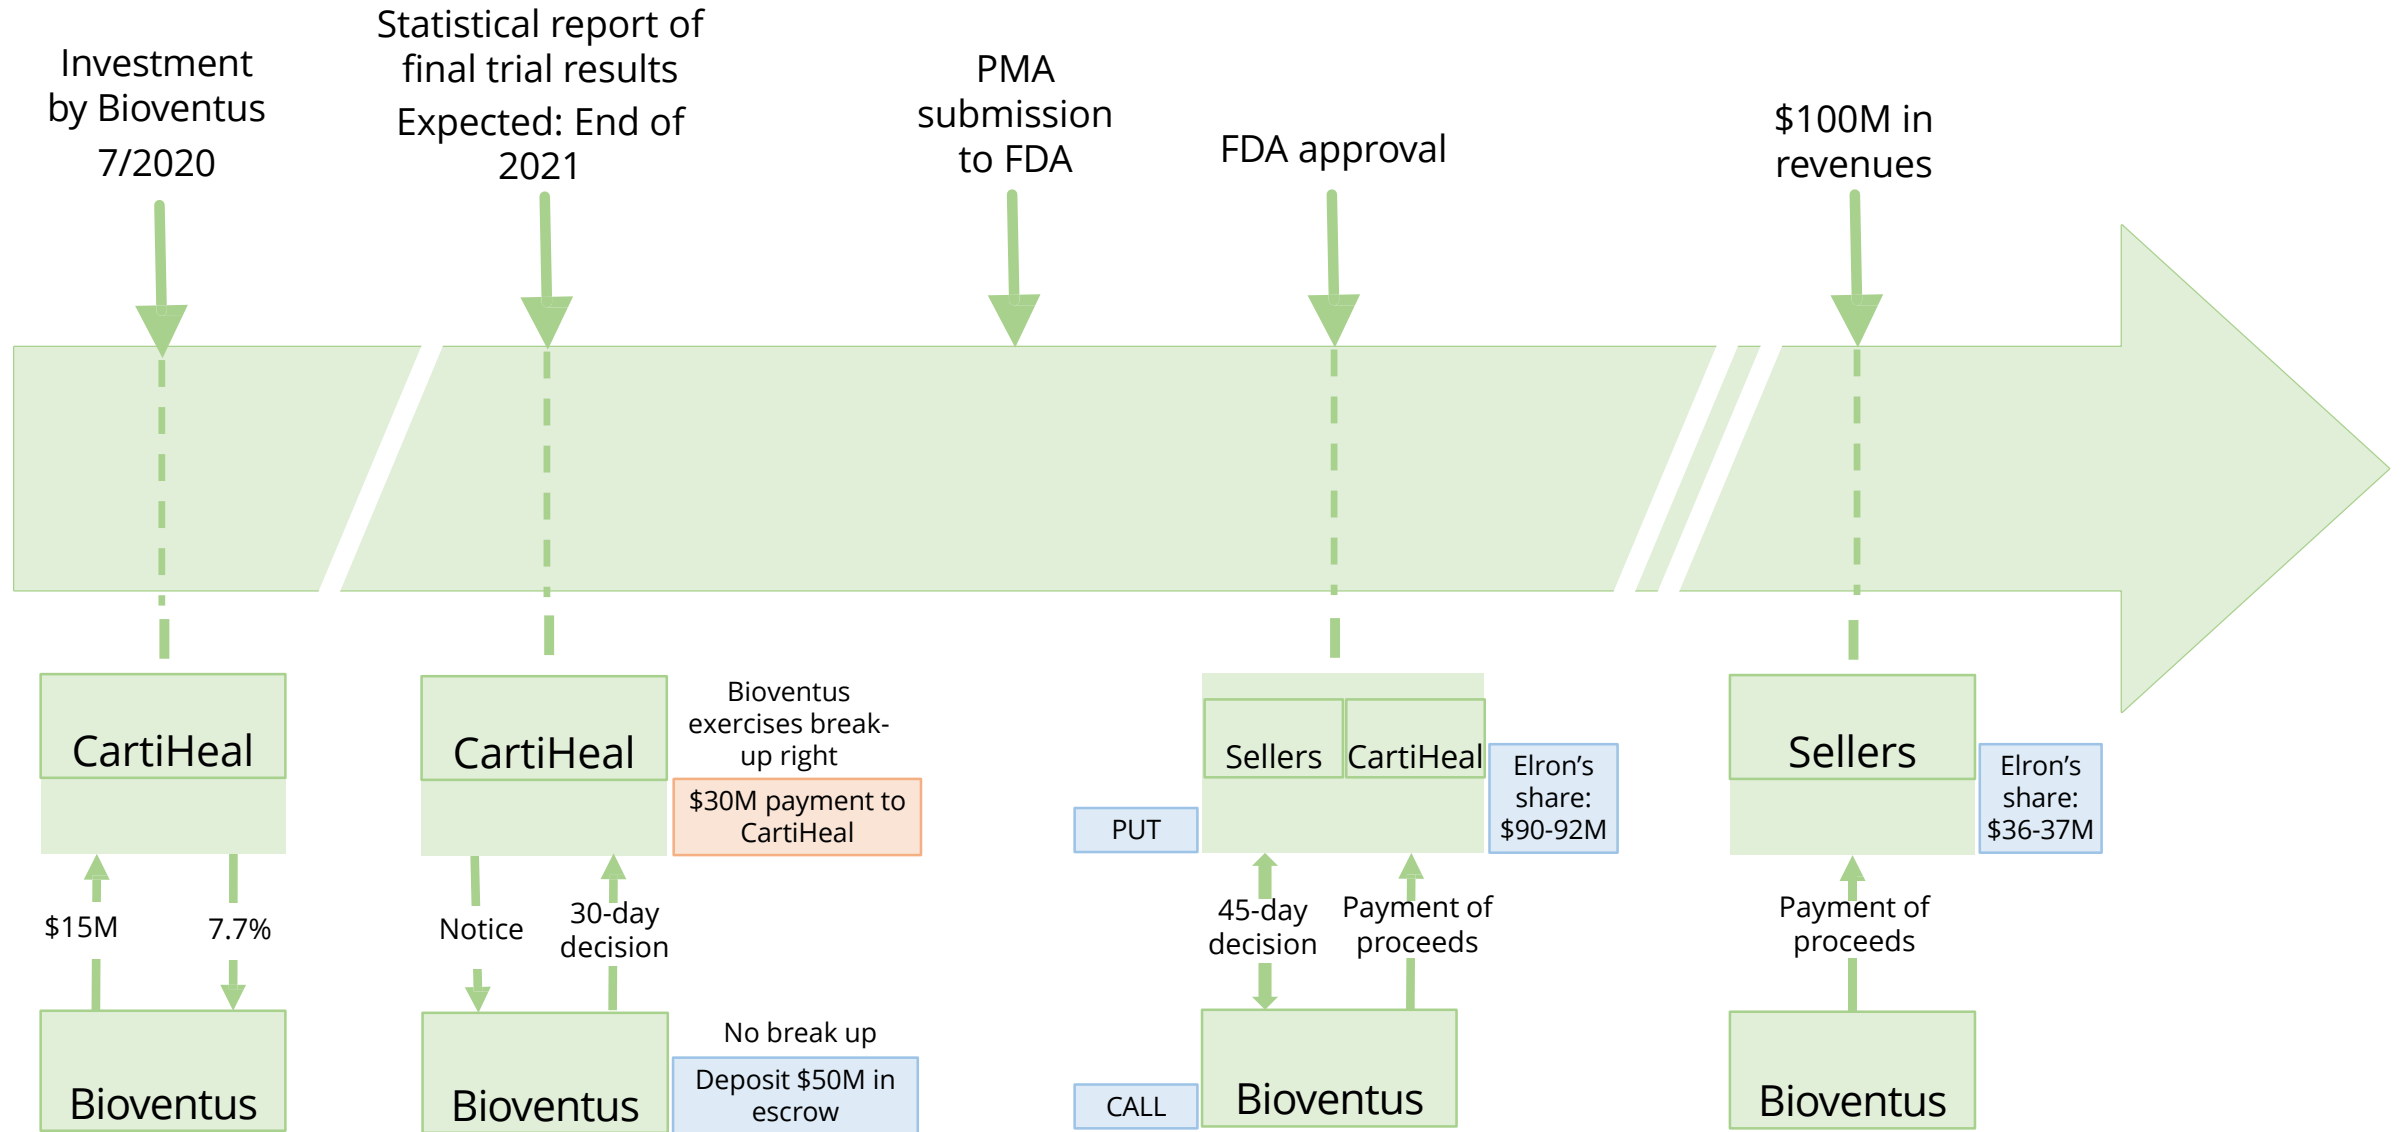 Investment
by Bioventus
7/2020
Statistical report of
final trial results
Expected: End of
2021
PMA
submission
to FDA
FDA approval
$100M in
revenues
CartiHeal
$15M
7.7%
Bioventus
CartiHeal
Bioventus
exercises break-
up right
$30M payment to
CartiHeal
Notice
30-day
decision
Bioventus
No break up
Deposit $50M in
escrow
PUT
Sellers
CartiHeal
Elron’s
share:
$90-92M
45-day
decision
Payment of
proceeds
CALL
Bioventus
Sellers
Elron’s
share:
$36-37M
Payment of
proceeds
Bioventus